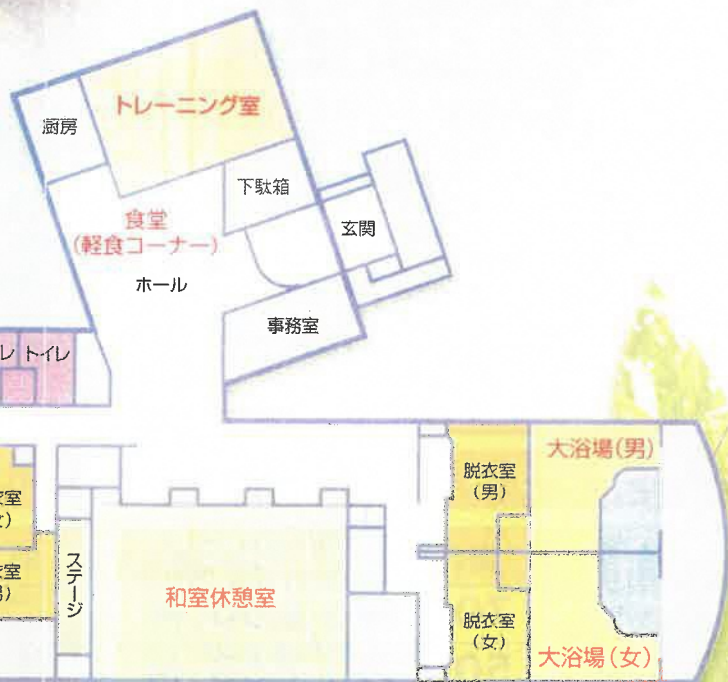 トレーニング室
厨房
下駄箱
食堂
(軽食コーナー)
玄関
ホール
事務室
トイレ
大浴場(男)
脱衣室
(男)
ステージ
和室休憩室
脱衣室
(女)
大浴場(女)